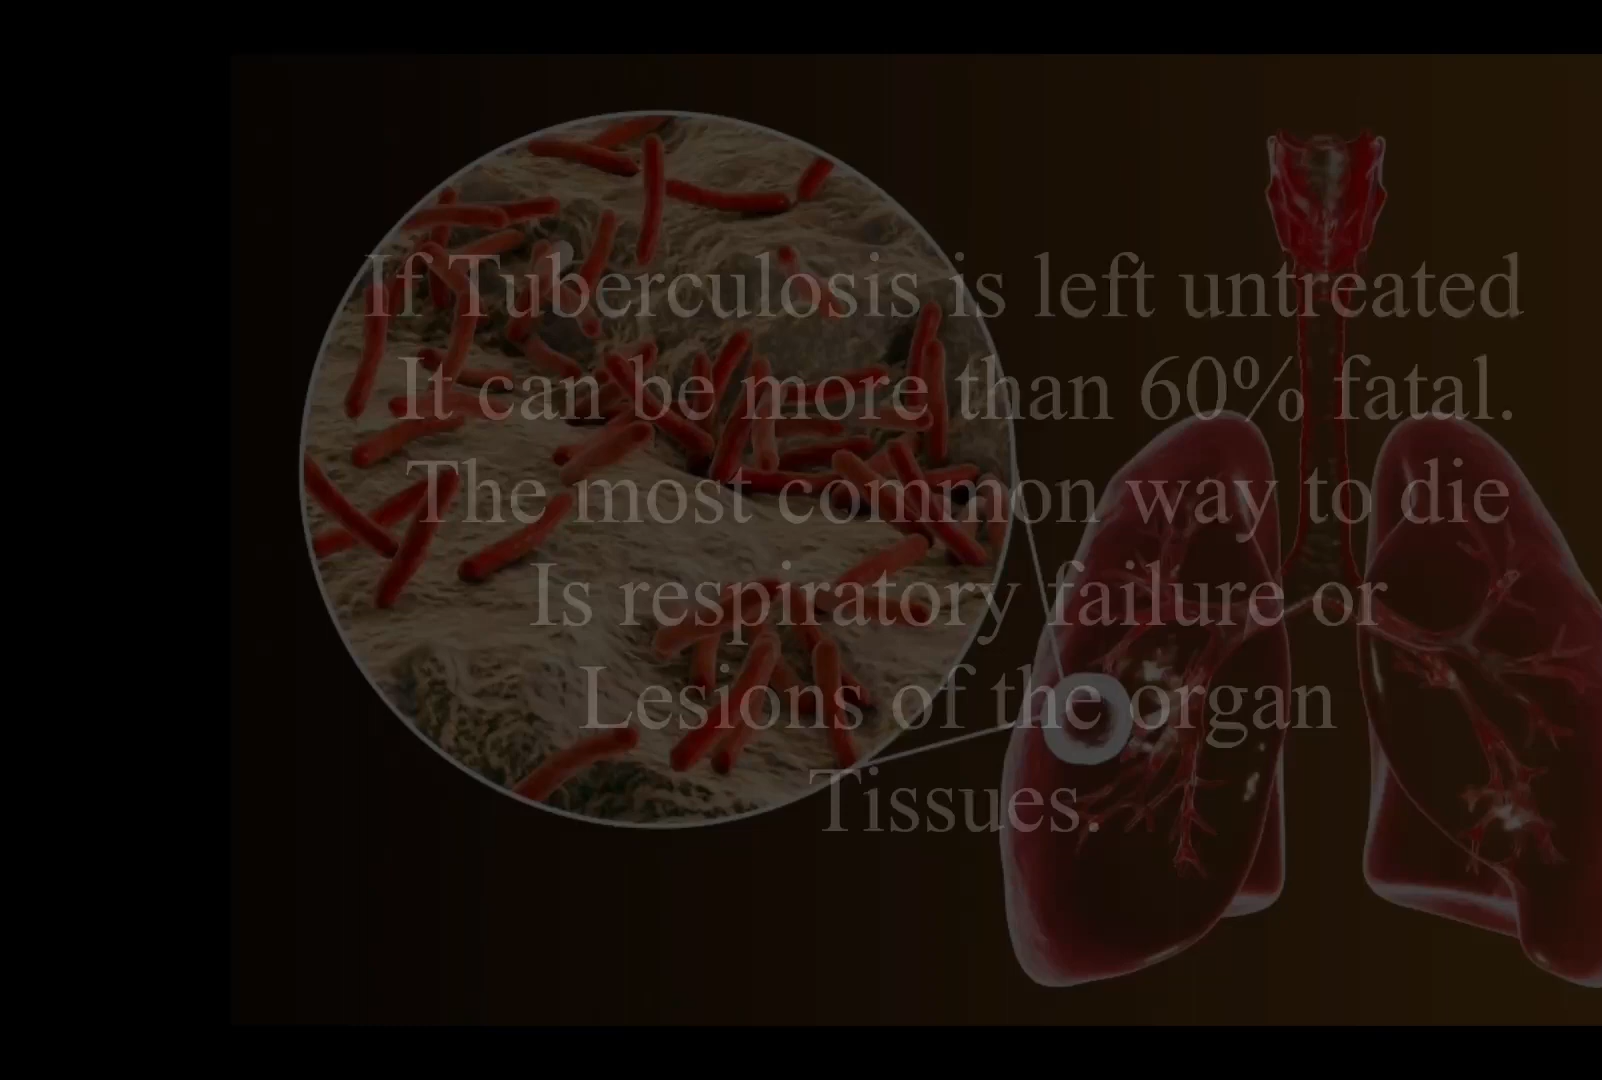 If Tuberculosis is left untreated
It can be more than 60% fatal.
The most common way to die
Is respiratory failure or
Lesions of the organ
Tissues.